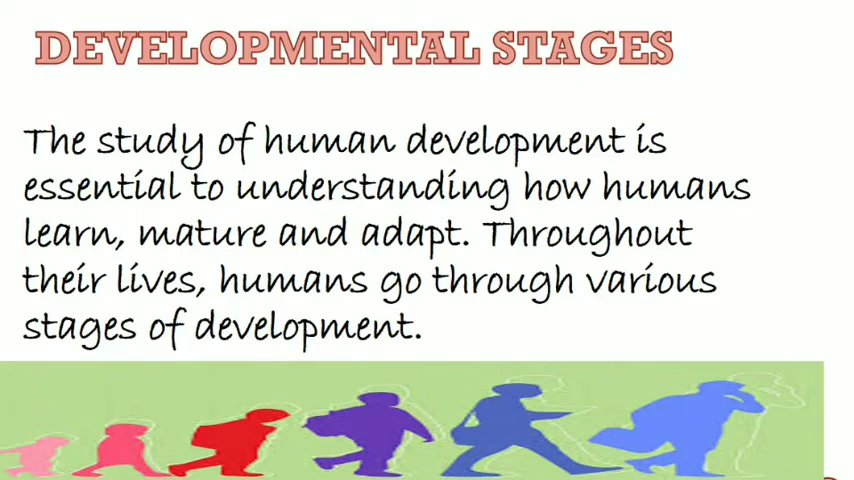 DEVELOPMENTAL STAGES
The study of human development is
essential to understanding how humans
learn, mature and adapt. Throughout
their lives, humans go through various
stages of development.